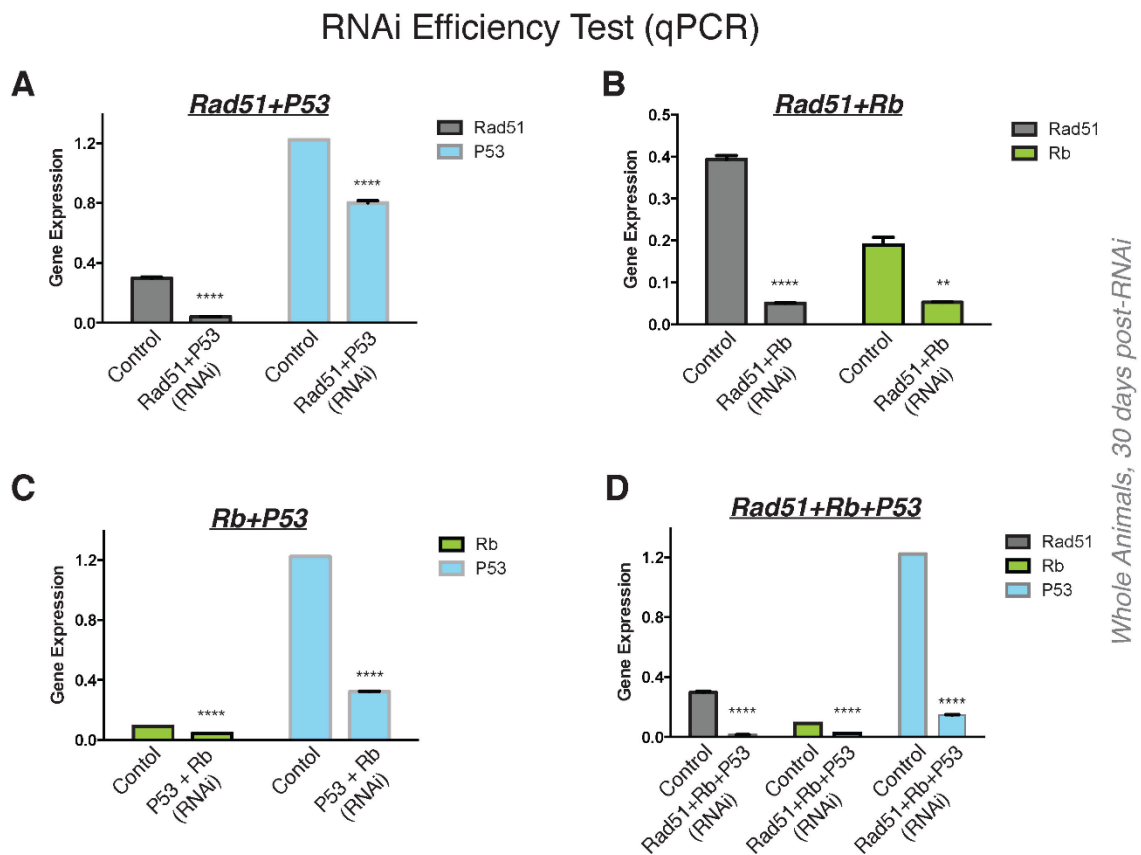 RNAi Efficiency Test (qPCR)
A
Rad51+P53
Gene Expression
1.2
0.8
0.4
0.0
****
****
Control
Rad51+P53
(RNAi)
Control
Rad51+P53
(RNAi)
Rad51
P53
B
Rad51+Rb
Gene Expression
0.5
0.4
0.3
0.2
0.1
0.0
****
**
Control
Rad51+Rb
(RNAi)
Control
Rad51+Rb
(RNAi)
Rad51
Rb
C
Rb+P53
Gene Expression
1.2
0.8
0.4
0.0
****
****
Contol
P53 + Rb
(RNAi)
Control
P53 + Rb
(RNAi)
Rb
P53
D
Rad51+Rb+P53
Gene Expression
1.2
0.8
0.4
0.0
****
****
****
Control
Rad51+Rb+P53
(RNAi)
Control
Rad51+Rb+P53
(RNAi)
Control
Rad51+Rb+P53
(RNAi)
Rad51
Rb
P53
Whole Animals, 30 days post-RNAi